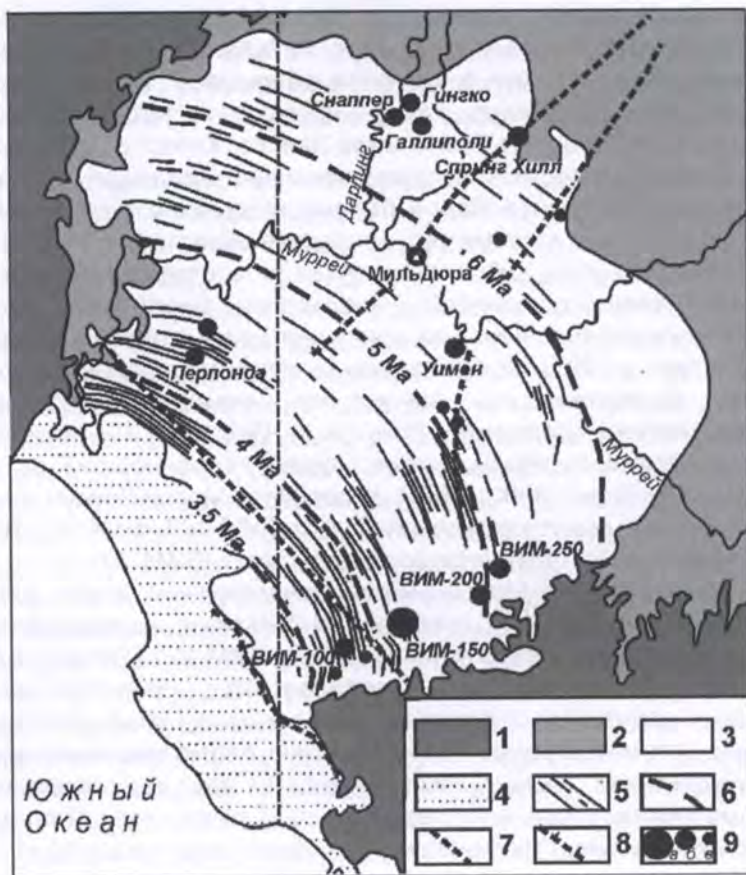 Снаппер
Гингко
Галлиполи
Спринг Хилл
Дарлинг
Муррей
Мильдюра
6 Ма
5 Ма
Перпонда
Уимен
4 Ма
3,5 Ма
Муррей
ВИМ-250
ВИМ-200
ВИМ-150
ВИМ-100
Южный
Океан
1 2 3
4 5 6
7 8 9
а б в